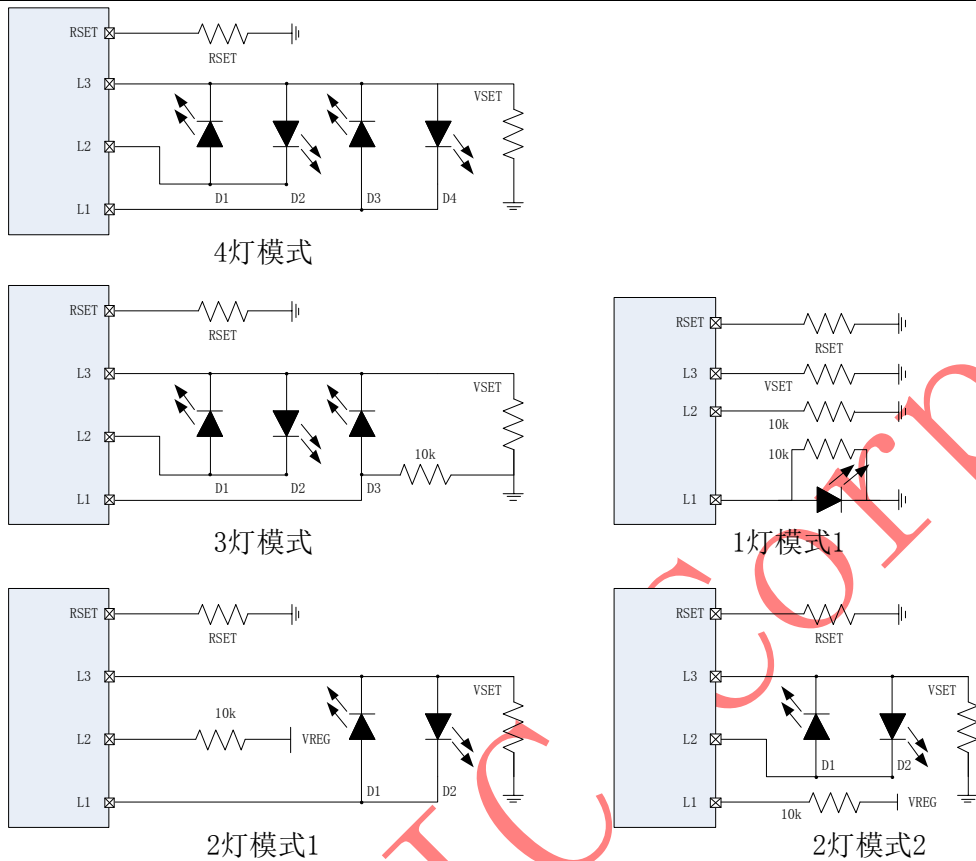 RSET
RSET
L3
VSET
L2
L1
D1 D2 D3 D4
4灯模式
RSET
RSET
L3
VSET
L2
10k
L1
D1 D2 D3
3灯模式
RSET
RSET
L3
VSET
L2
10k
10k
L1
1灯模式1
RSET
RSET
L3
VSET
10k
L2
VREG
D1 D2
L1
2灯模式1
RSET
RSET
L3
VSET
L2
D1 D2
L1
10k
VREG
2灯模式2
IC Corp